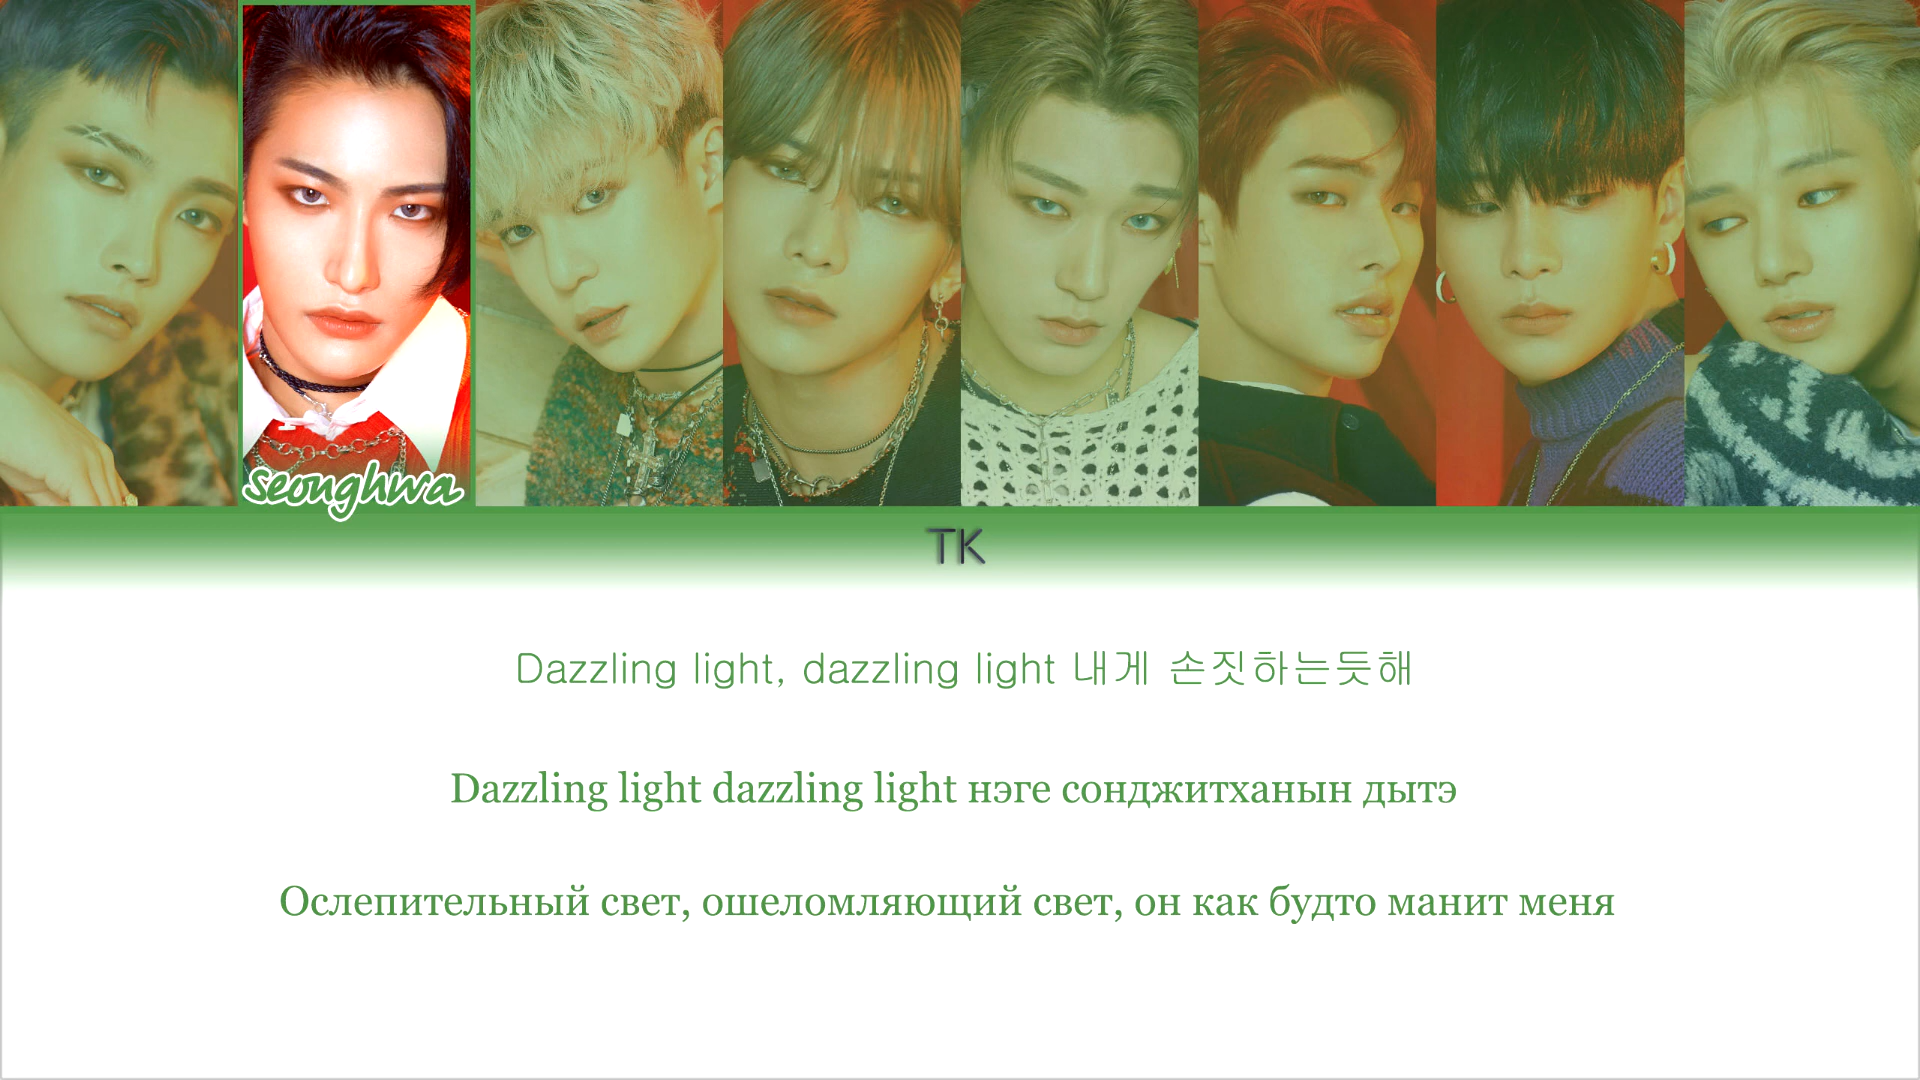 seonghwa
TK
Dazzling light, dazzling light 내게 손짓하는듯해
Dazzling light dazzling light нэге сонджитханын дытэ
Ослепительный свет, ошеломляющий свет, он как будто манит меня